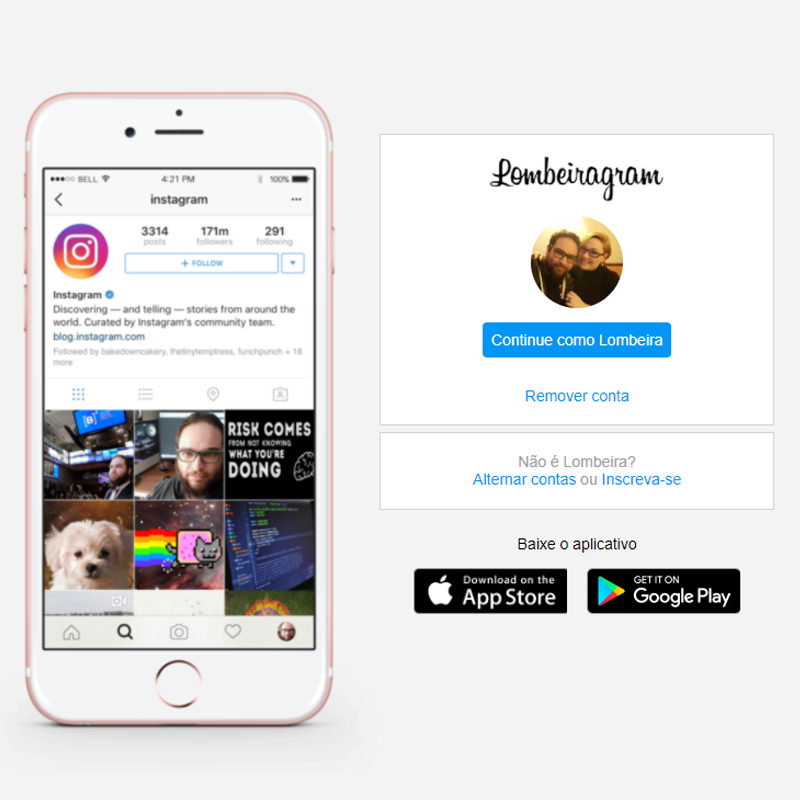 BELL
4:21 PM
100%
instagram
3314
posts
171m
followers
291
following
+ FOLLOW
Instagram
Discovering — and telling — stories from around the
world. Curated by Instagram's community team.
blog.instagram.com
Followed by bakedowncakery, thetinytemptress, funchpunch + 18
more
[B]³
RISK COMES
FROM NOT KNOWING
WHAT YOU'RE
DOING
Lombeiragram
Continue como Lombeira
Remover conta
Não é Lombeira?
Alternar contas ou Inscreva-se
Baixe o aplicativo
Download on the
App Store
GET IT ON
Google Play